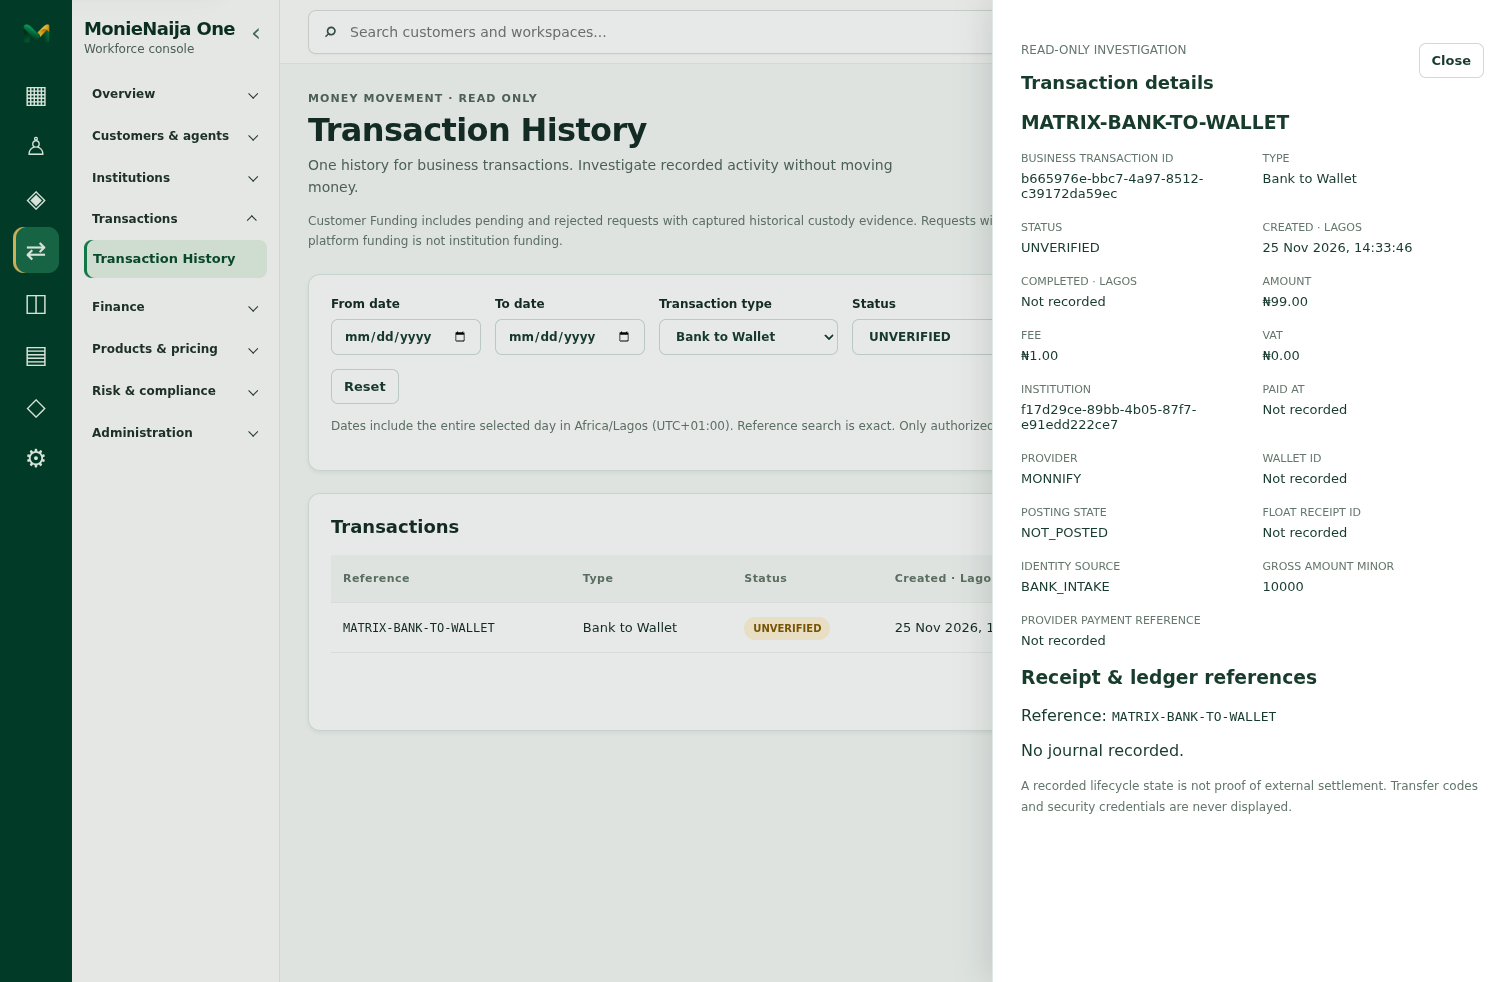 MonieNaija One
Workforce console
Overview
Customers & agents
Institutions
Transactions
Transaction History
Finance
Products & pricing
Risk & compliance
Administration
Search customers and workspaces...
MONEY MOVEMENT · READ ONLY
Transaction History
One history for business transactions. Investigate recorded activity without moving
money.
Customer Funding includes pending and rejected requests with captured historical custody evidence. Requests wi
platform funding is not institution funding.
From date
To date
Transaction type
Status
mm/dd/yyyy
mm/dd/yyyy
Bank to Wallet
UNVERIFIED
Reset
Dates include the entire selected day in Africa/Lagos (UTC+01:00). Reference search is exact. Only authorized
Transactions
Reference Type Status Created · Lago
MATRIX-BANK-TO-WALLET Bank to Wallet UNVERIFIED 25 Nov 2026, 1
READ-ONLY INVESTIGATION
Close
Transaction details
MATRIX-BANK-TO-WALLET
BUSINESS TRANSACTION ID
b665976e-bbc7-4a97-8512-
c39172da59ec
TYPE
Bank to Wallet
STATUS
UNVERIFIED
CREATED · LAGOS
25 Nov 2026, 14:33:46
COMPLETED · LAGOS
Not recorded
AMOUNT
₦99.00
FEE
₦1.00
VAT
₦0.00
INSTITUTION
f17d29ce-89bb-4b05-87f7-
e91edd222ce7
PAID AT
Not recorded
PROVIDER
MONNIFY
WALLET ID
Not recorded
POSTING STATE
NOT_POSTED
FLOAT RECEIPT ID
Not recorded
IDENTITY SOURCE
BANK_INTAKE
GROSS AMOUNT MINOR
10000
PROVIDER PAYMENT REFERENCE
Not recorded
Receipt & ledger references
Reference: MATRIX-BANK-TO-WALLET
No journal recorded.
A recorded lifecycle state is not proof of external settlement. Transfer codes
and security credentials are never displayed.